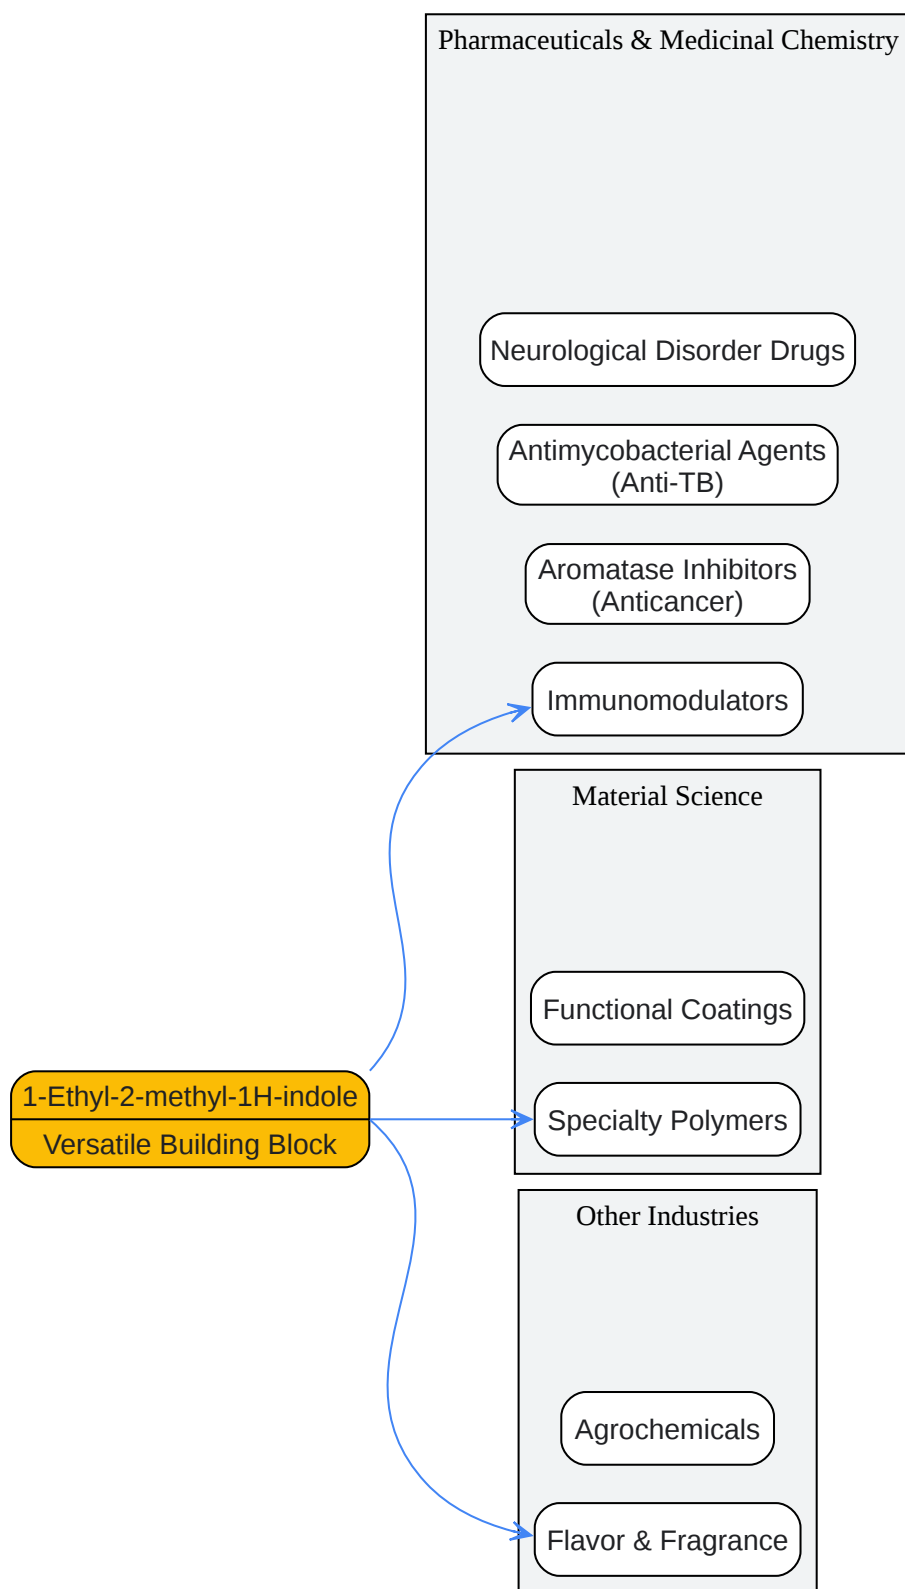 Pharmaceuticals & Medicinal Chemistry
Neurological Disorder Drugs
Antimycobacterial Agents
(Anti-TB)
Aromatase Inhibitors
(Anticancer)
Immunomodulators
Material Science
Functional Coatings
1-Ethyl-2-methyl-1H-indole
Versatile Building Block
Specialty Polymers
Other Industries
Agrochemicals
Flavor & Fragrance